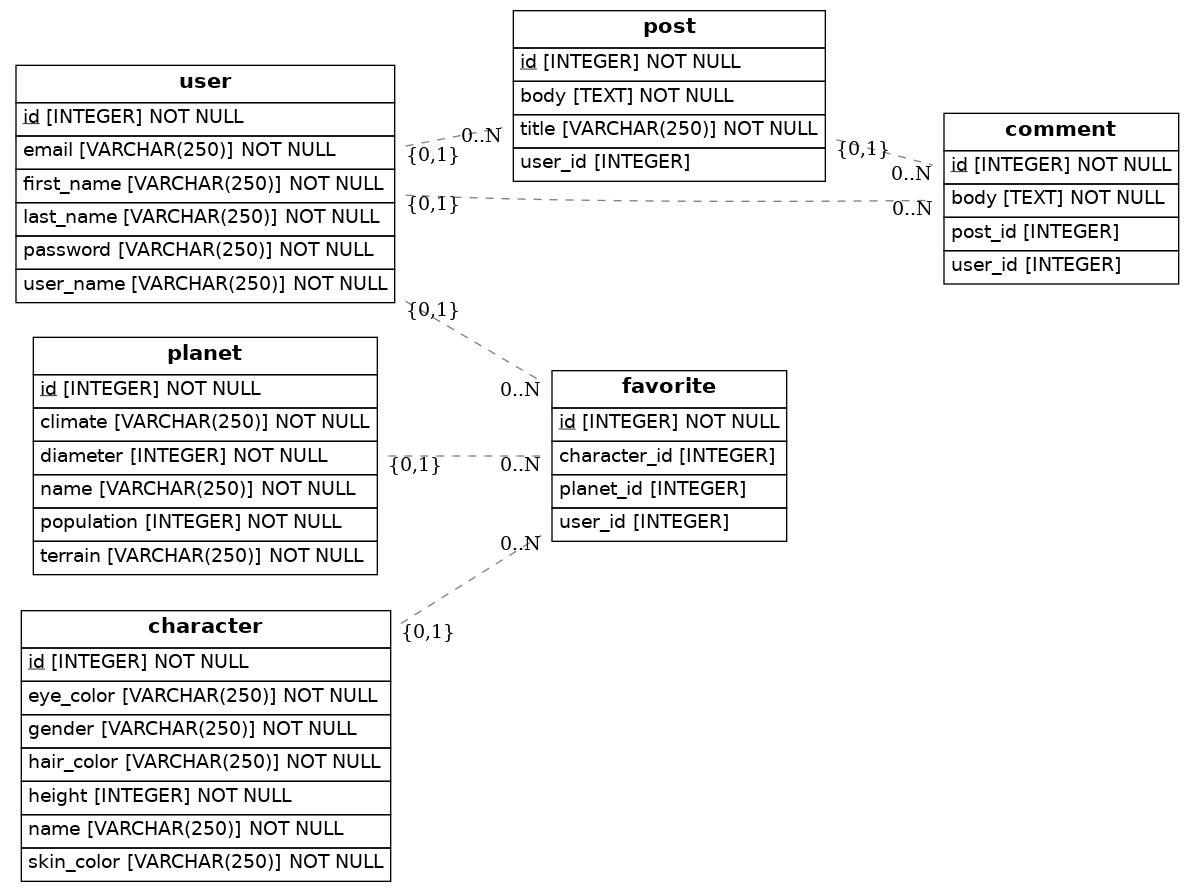 user
id [INTEGER] NOT NULL
email [VARCHAR(250)] NOT NULL
first_name [VARCHAR(250)] NOT NULL
last_name [VARCHAR(250)] NOT NULL
password [VARCHAR(250)] NOT NULL
user_name [VARCHAR(250)] NOT NULL
{0,1}
0..N
{0,1}
0..N
{0,1}
0..N
post
id [INTEGER] NOT NULL
body [TEXT] NOT NULL
title [VARCHAR(250)] NOT NULL
user_id [INTEGER]
{0,1}
0..N
comment
id [INTEGER] NOT NULL
body [TEXT] NOT NULL
post_id [INTEGER]
user_id [INTEGER]
planet
id [INTEGER] NOT NULL
climate [VARCHAR(250)] NOT NULL
diameter [INTEGER] NOT NULL
name [VARCHAR(250)] NOT NULL
population [INTEGER] NOT NULL
terrain [VARCHAR(250)] NOT NULL
{0,1}
0..N
favorite
id [INTEGER] NOT NULL
character_id [INTEGER]
planet_id [INTEGER]
user_id [INTEGER]
0..N
{0,1}
character
id [INTEGER] NOT NULL
eye_color [VARCHAR(250)] NOT NULL
gender [VARCHAR(250)] NOT NULL
hair_color [VARCHAR(250)] NOT NULL
height [INTEGER] NOT NULL
name [VARCHAR(250)] NOT NULL
skin_color [VARCHAR(250)] NOT NULL